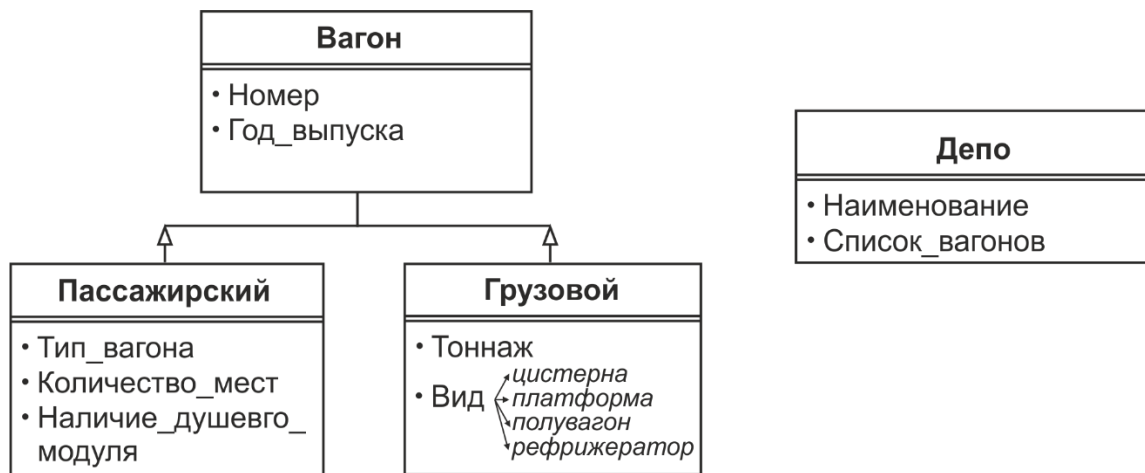 Вагон
• Номер
• Год_выпуска
Депо
• Наименование
• Список_вагонов
Пассажирский
• Тип_вагона
• Количество_мест
• Наличие_душевго_
модуля
Грузовой
• Тоннаж
• Вид
цистерна
платформа
полувагон
рефрижератор